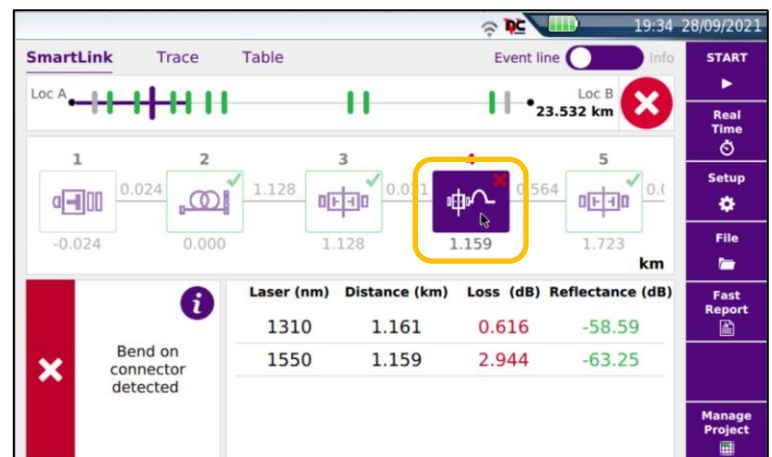 19:34 28/09/2021
SmartLink Trace Table Event line Info
Loc A
Loc B
23.532 km
1 2 3 4 5
0.024 1.128 0.031 0.564
-0.024 0.000 1.128 1.159 1.723
km
i
Bend on
connector
detected
Laser (nm) Distance (km) Loss (dB) Reflectance (dB)
1310 1.161 0.616 -58.59
1550 1.159 2.944 -63.25
START
Real
Time
Setup
File
Fast
Report
Manage
Project